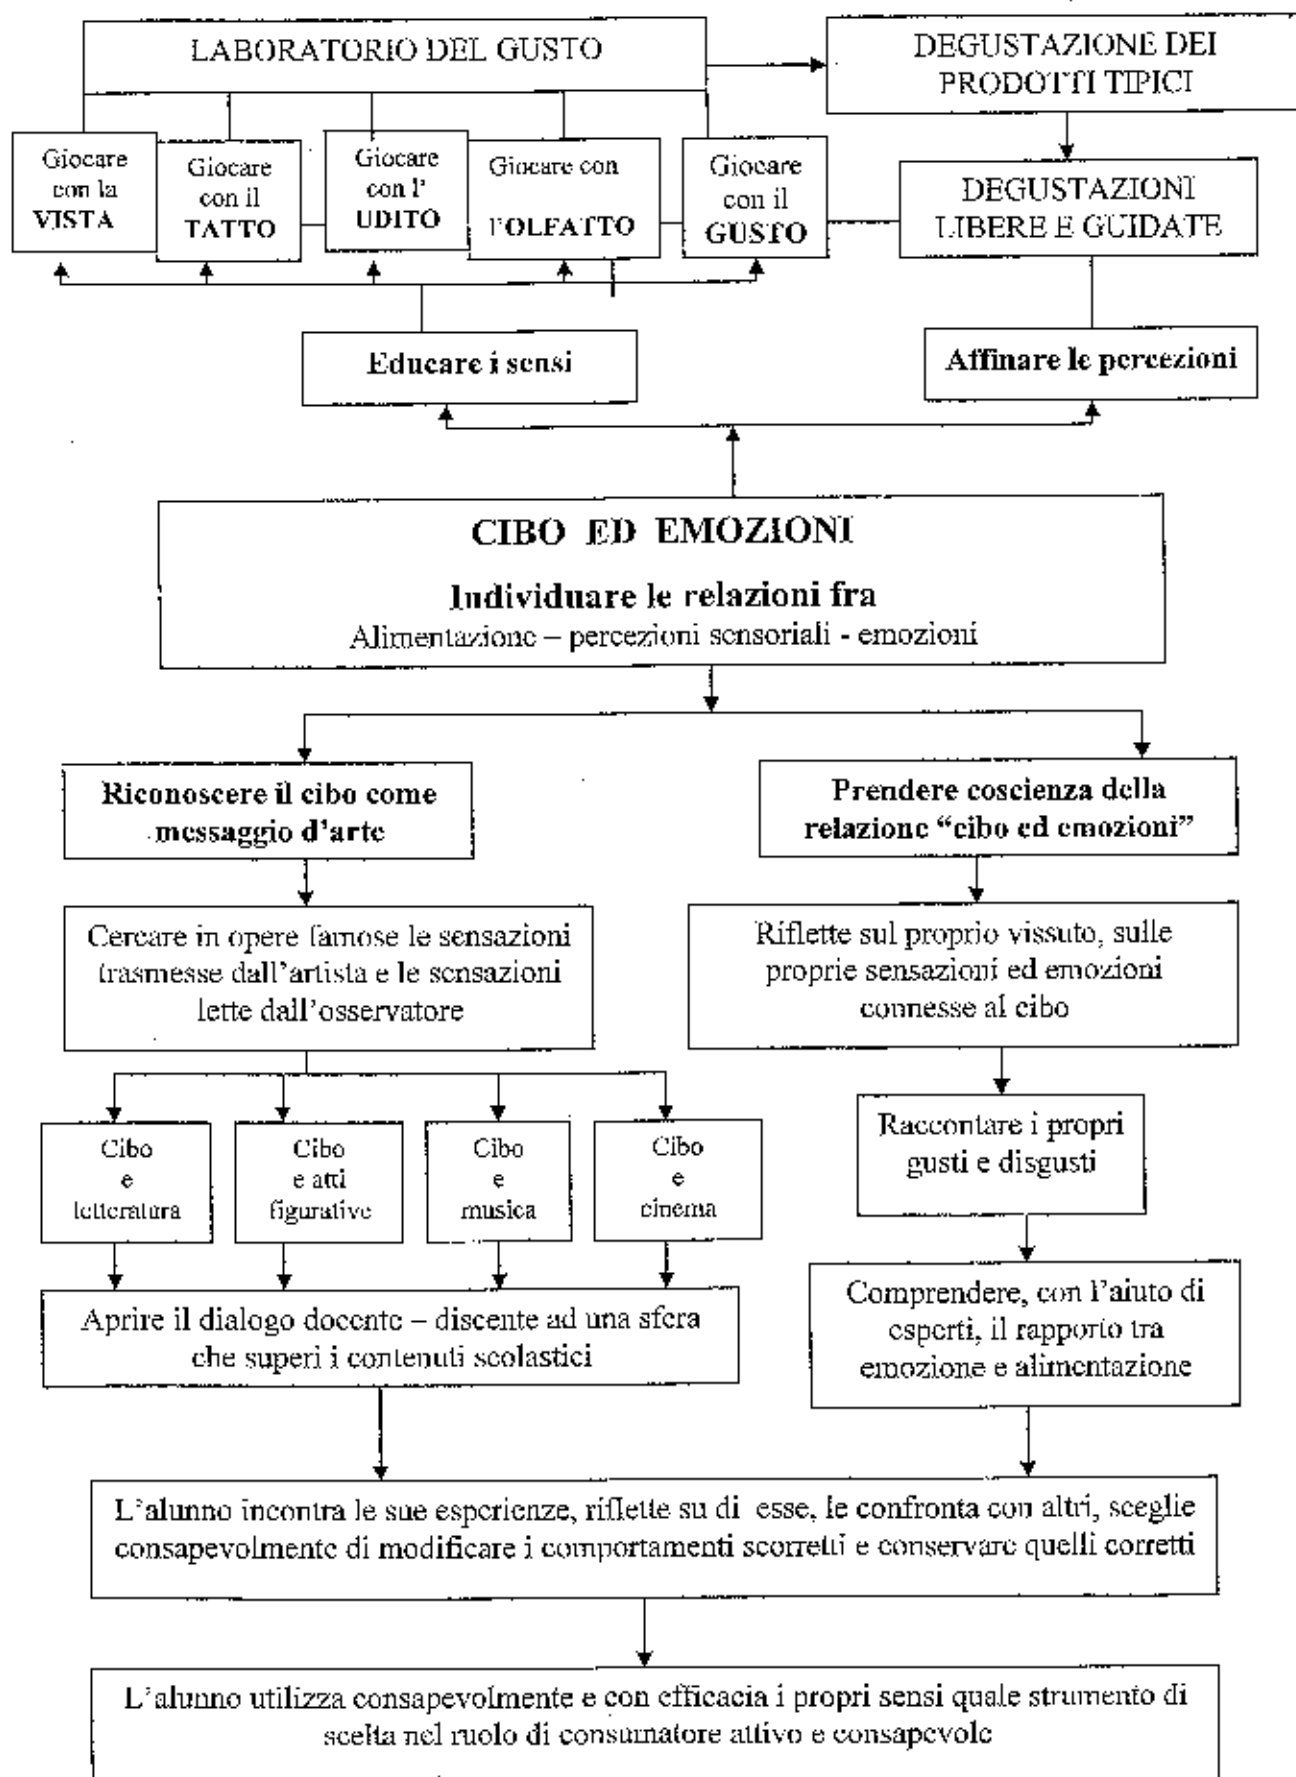 LABORATORIO DEL GUSTO
DEGUSTAZIONE DEI
PRODOTTI TIPICI
Giocare
con la
VISTA
Giocare
con il
TATTO
Giocare
con l'
UDITO
Giocare con
l'OLFATTO
Giocare
con il
GUSTO
DEGUSTAZIONI
LIBERE E GUIDATE
Educare i sensi
Affinare le percezioni
CIBO ED EMOZIONI
Individuare le relazioni fra
Alimentazione – percezioni sensoriali - emozioni
Riconoscere il cibo come
messaggio d'arte
Prendere coscienza della
relazione “cibo ed emozioni”
Cercare in opere famose le sensazioni
trasmesse dall'artista e le sensazioni
lette dall'osservatore
Riflette sul proprio vissuto, sulle
proprie sensazioni ed emozioni
connesse al cibo
Cibo
e
letteratura
Cibo
e atti
figurative
Cibo
e
musica
Cibo
e
cinema
Raccontare i propri
gusti e disgusti
Aprire il dialogo docente – discente ad una sfera
che superi i contenuti scolastici
Comprendere, con l'aiuto di
esperti, il rapporto tra
emozione e alimentazione
L'alunno incontra le sue esperienze, riflette su di esse, le confronta con altri, sceglie
consapevolmente di modificare i comportamenti scorretti e conservare quelli corretti
L'alunno utilizza consapevolmente e con efficacia i propri sensi quale strumento di
scelta nel ruolo di consumatore attivo e consapevole